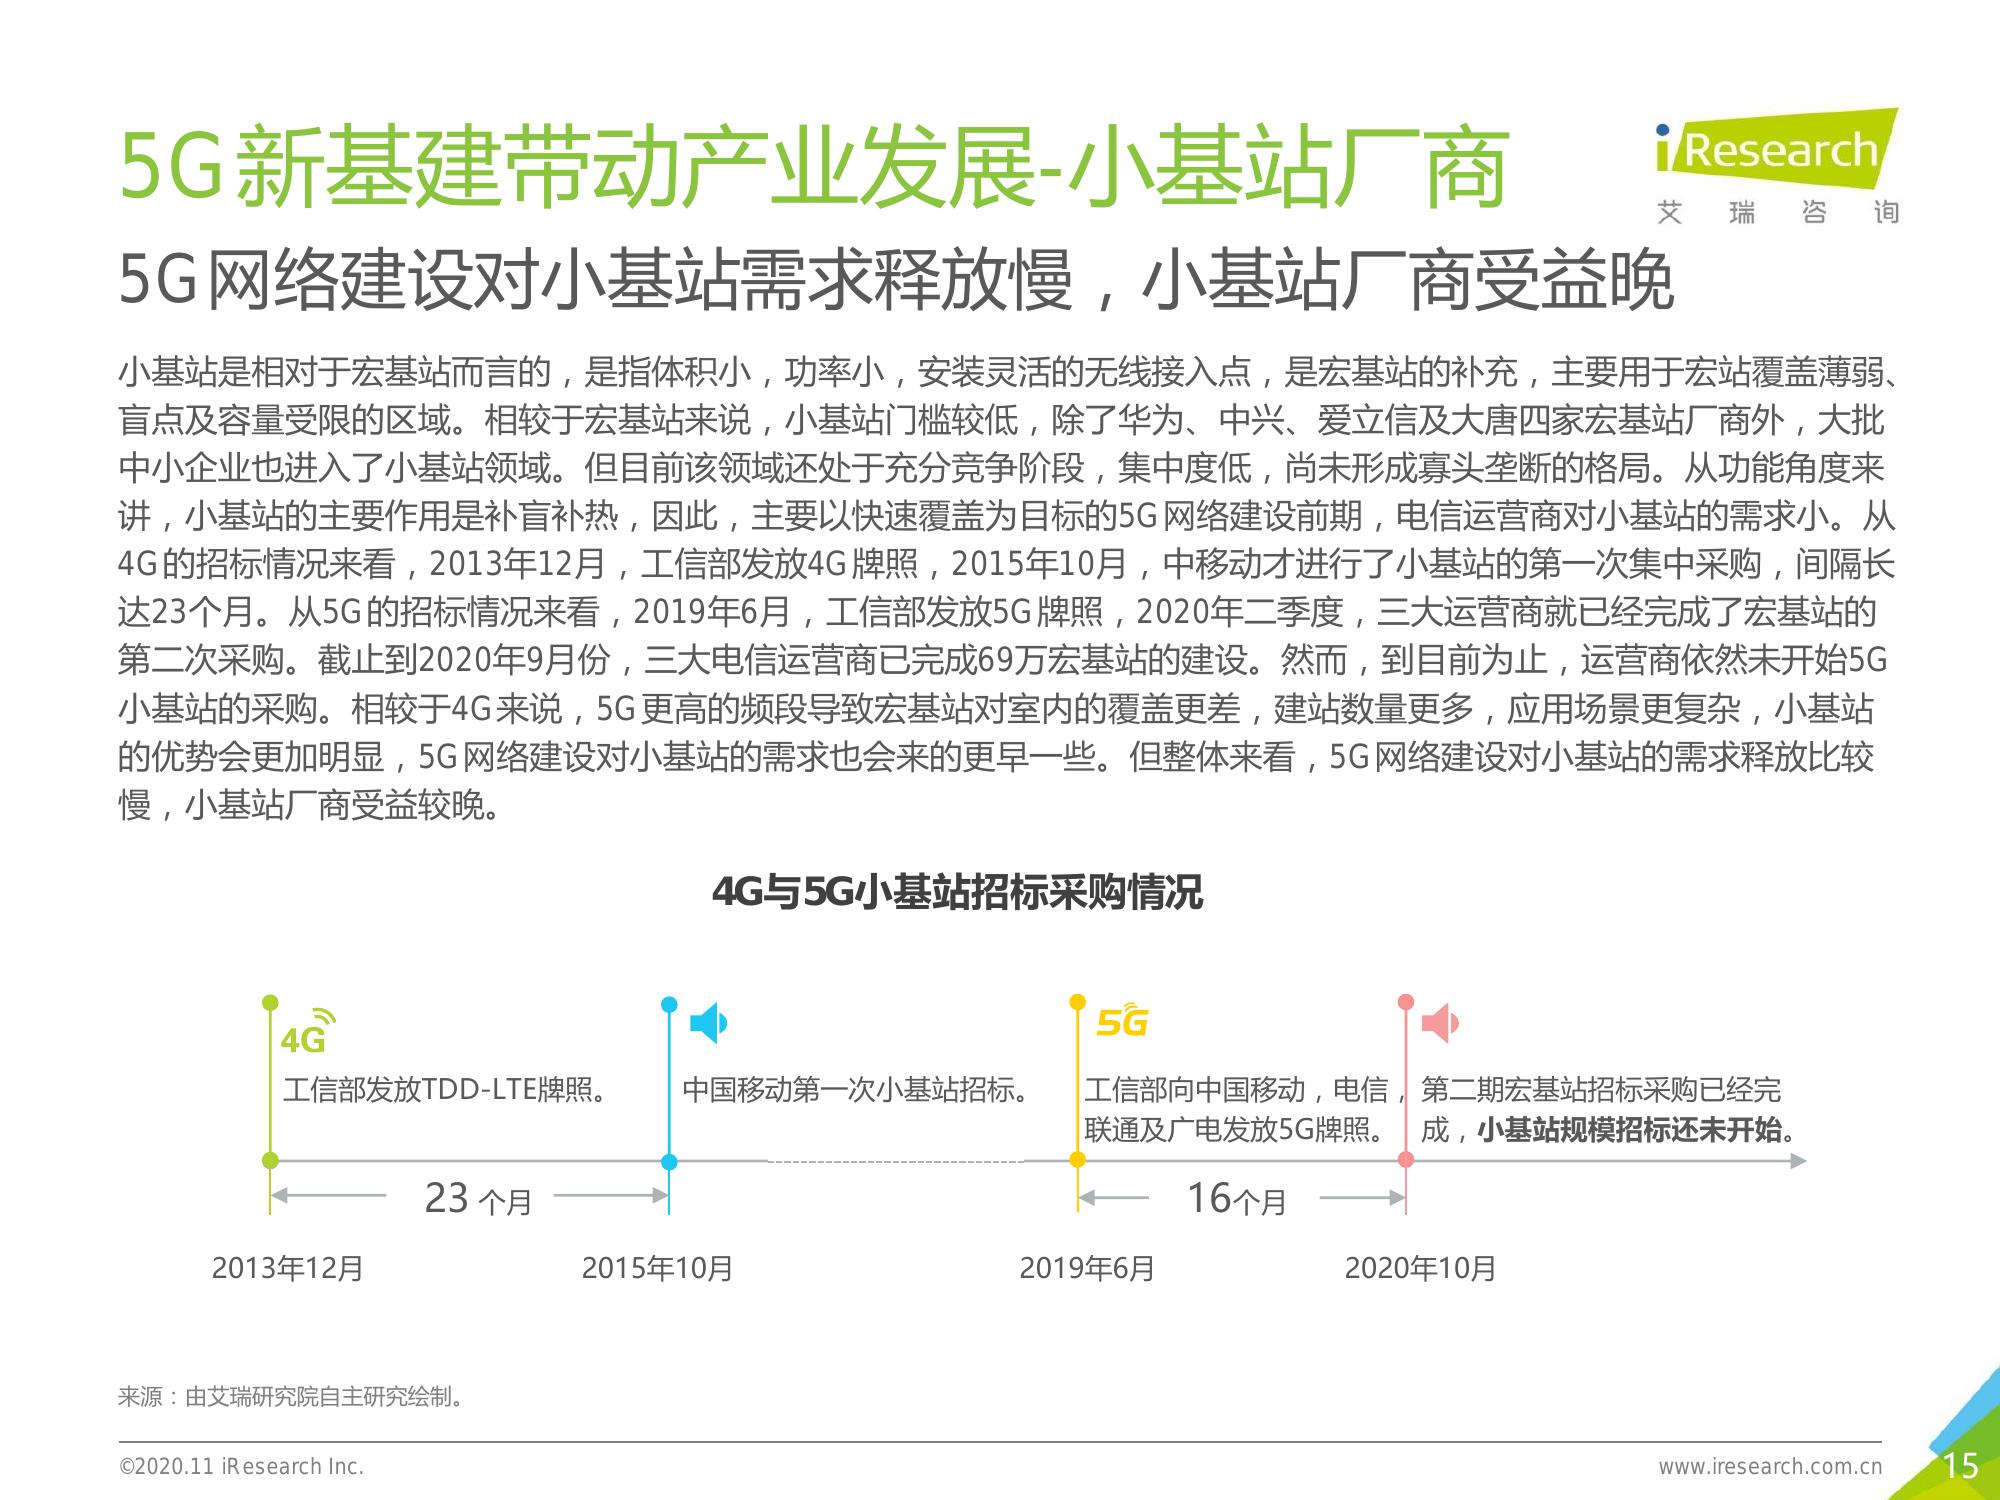 5G新基建带动产业发展-小基站厂商
iResearch
艾瑞咨询
5G网络建设对小基站需求释放慢，小基站厂商受益晚
小基站是相对于宏基站而言的，是指体积小，功率小，安装灵活的无线接入点，是宏基站的补充，主要用于宏站覆盖薄弱、
盲点及容量受限的区域。相较于宏基站来说，小基站门槛较低，除了华为、中兴、爱立信及大唐四家宏基站厂商外，大批
中小企业也进入了小基站领域。但目前该领域还处于充分竞争阶段，集中度低，尚未形成寡头垄断的格局。从功能角度来
讲，小基站的主要作用是补盲补热，因此，主要以快速覆盖为目标的5G网络建设前期，电信运营商对小基站的需求小。从
4G的招标情况来看，2013年12月，工信部发放4G牌照，2015年10月，中移动才进行了小基站的第一次集中采购，间隔长
达23个月。从5G的招标情况来看，2019年6月，工信部发放5G牌照，2020年二季度，三大运营商就已经完成了宏基站的
第二次采购。截止到2020年9月份，三大电信运营商已完成69万宏基站的建设。然而，到目前为止，运营商依然未开始5G
小基站的采购。相较于4G来说，5G更高的频段导致宏基站对室内的覆盖更差，建站数量更多，应用场景更复杂，小基站
的优势会更加明显，5G网络建设对小基站的需求也会来的更早一些。但整体来看，5G网络建设对小基站的需求释放比较
慢，小基站厂商受益较晚。
4G与5G小基站招标采购情况
4G
工信部发放TDD-LTE牌照。
中国移动第一次小基站招标。
5G
工信部向中国移动，电信，
联通及广电发放5G牌照。
第二期宏基站招标采购已经完
成，小基站规模招标还未开始。
23 个月
16个月
2013年12月
2015年10月
2019年6月
2020年10月
来源：由艾瑞研究院自主研究绘制。
©2020.11 iResearch Inc.
www.iresearch.com.cn
15